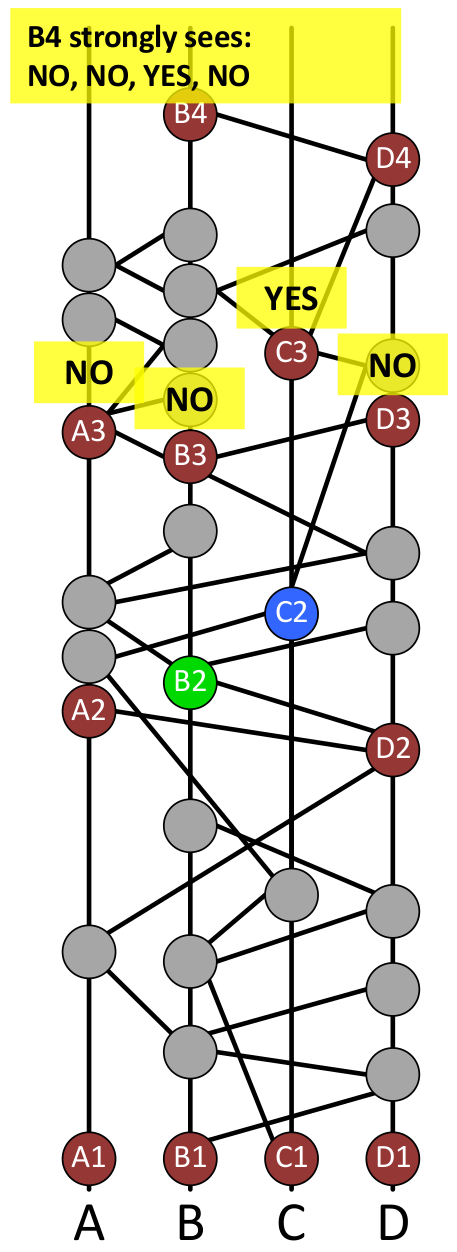 B4 strongly sees:
NO, NO, YES, NO
B4
D4
YES
C3
NO
NO
NO
A3
D3
B3
C2
B2
A2
D2
A1 B1 C1 D1
A B C D